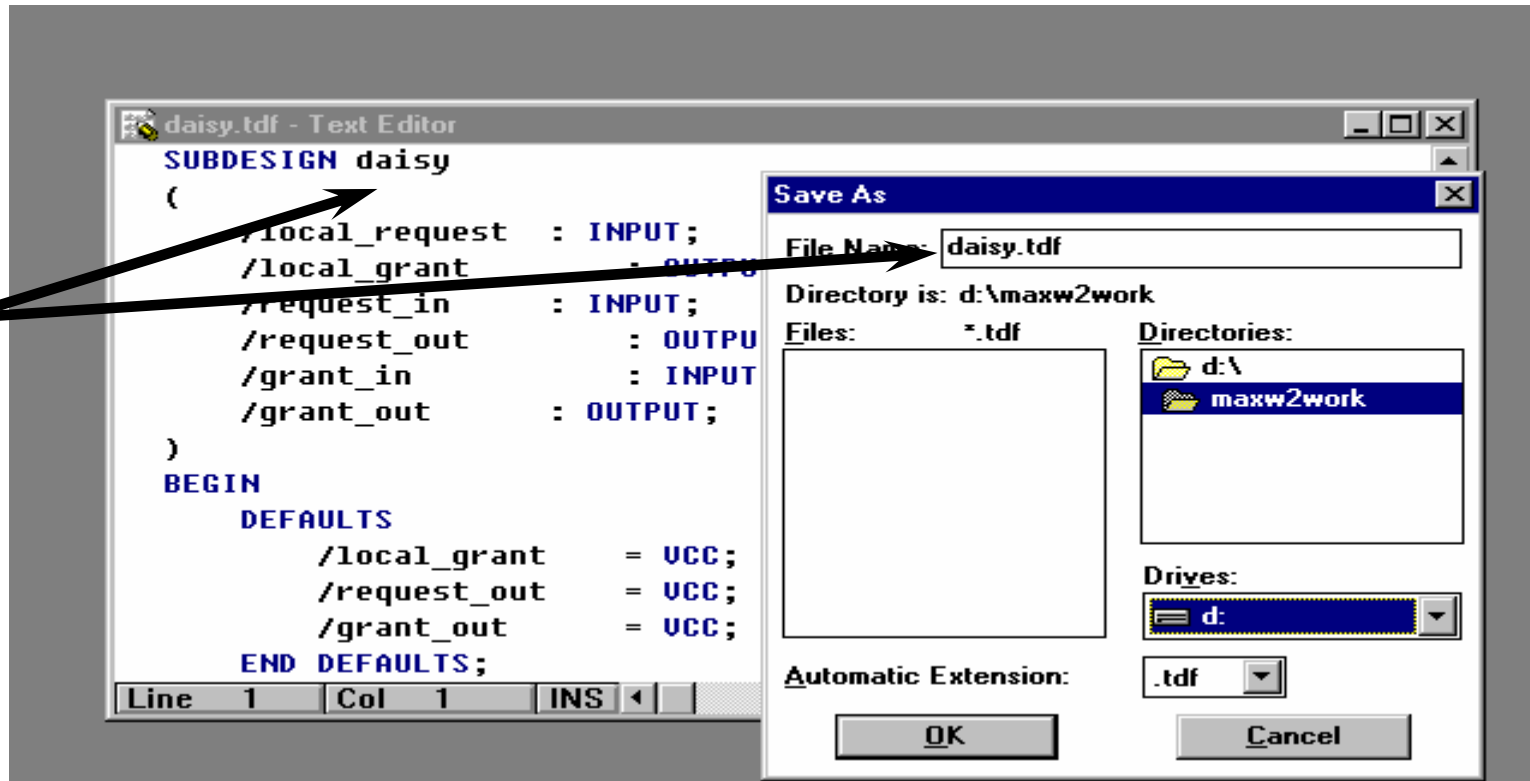 daisy.tdf - Text Editor
SUBDESIGN daisy
(
/local_request : INPUT;
/local_grant : OUTPU
/request_in : INPUT;
/request_out : OUTPU
/grant_in : INPUT
/grant_out : OUTPUT;
)
BEGIN
DEFAULTS
/local_grant = VCC;
/request_out = VCC;
/grant_out = VCC;
END DEFAULTS;
Line 1 Col 1 INS
Save As
File Name: daisy.tdf
Directory is: d:\maxw2work
Files: *.tdf
Directories:
d:\
maxw2work
Drives:
d:
Automatic Extension: .tdf
OK Cancel